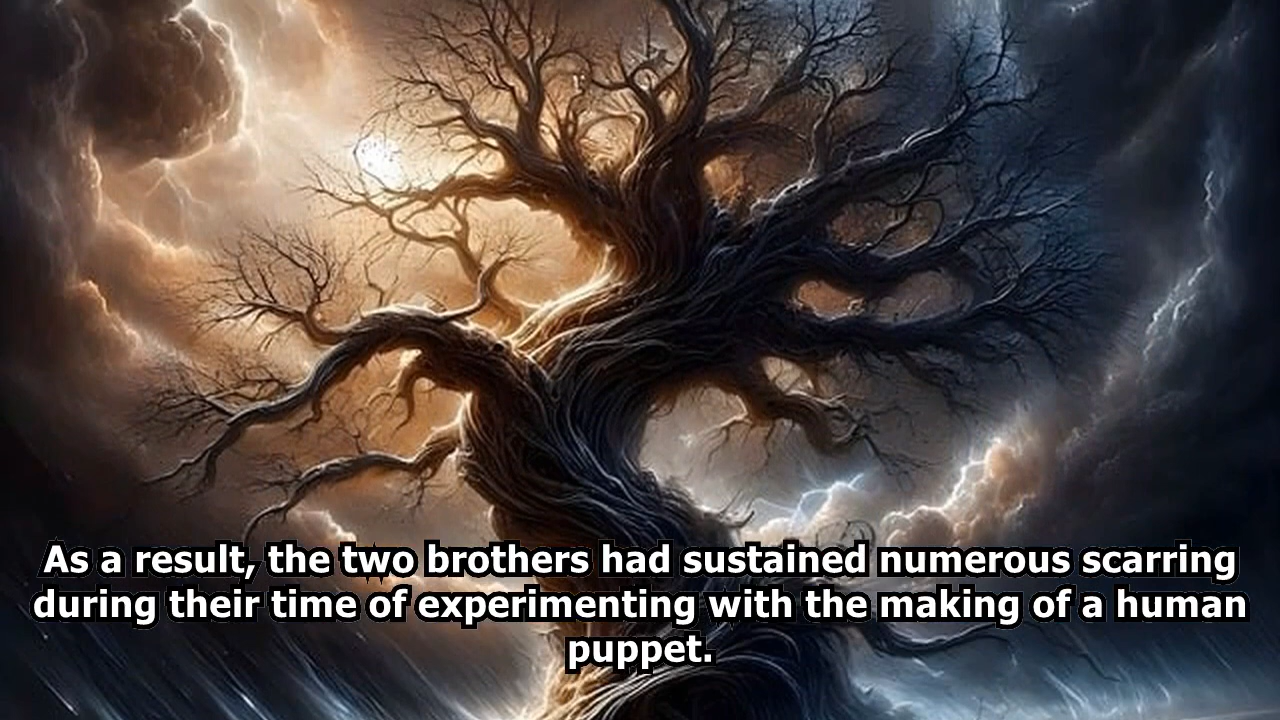 As a result, the two brothers had sustained numerous scarring
during their time of experimenting with the making of a human
puppet.